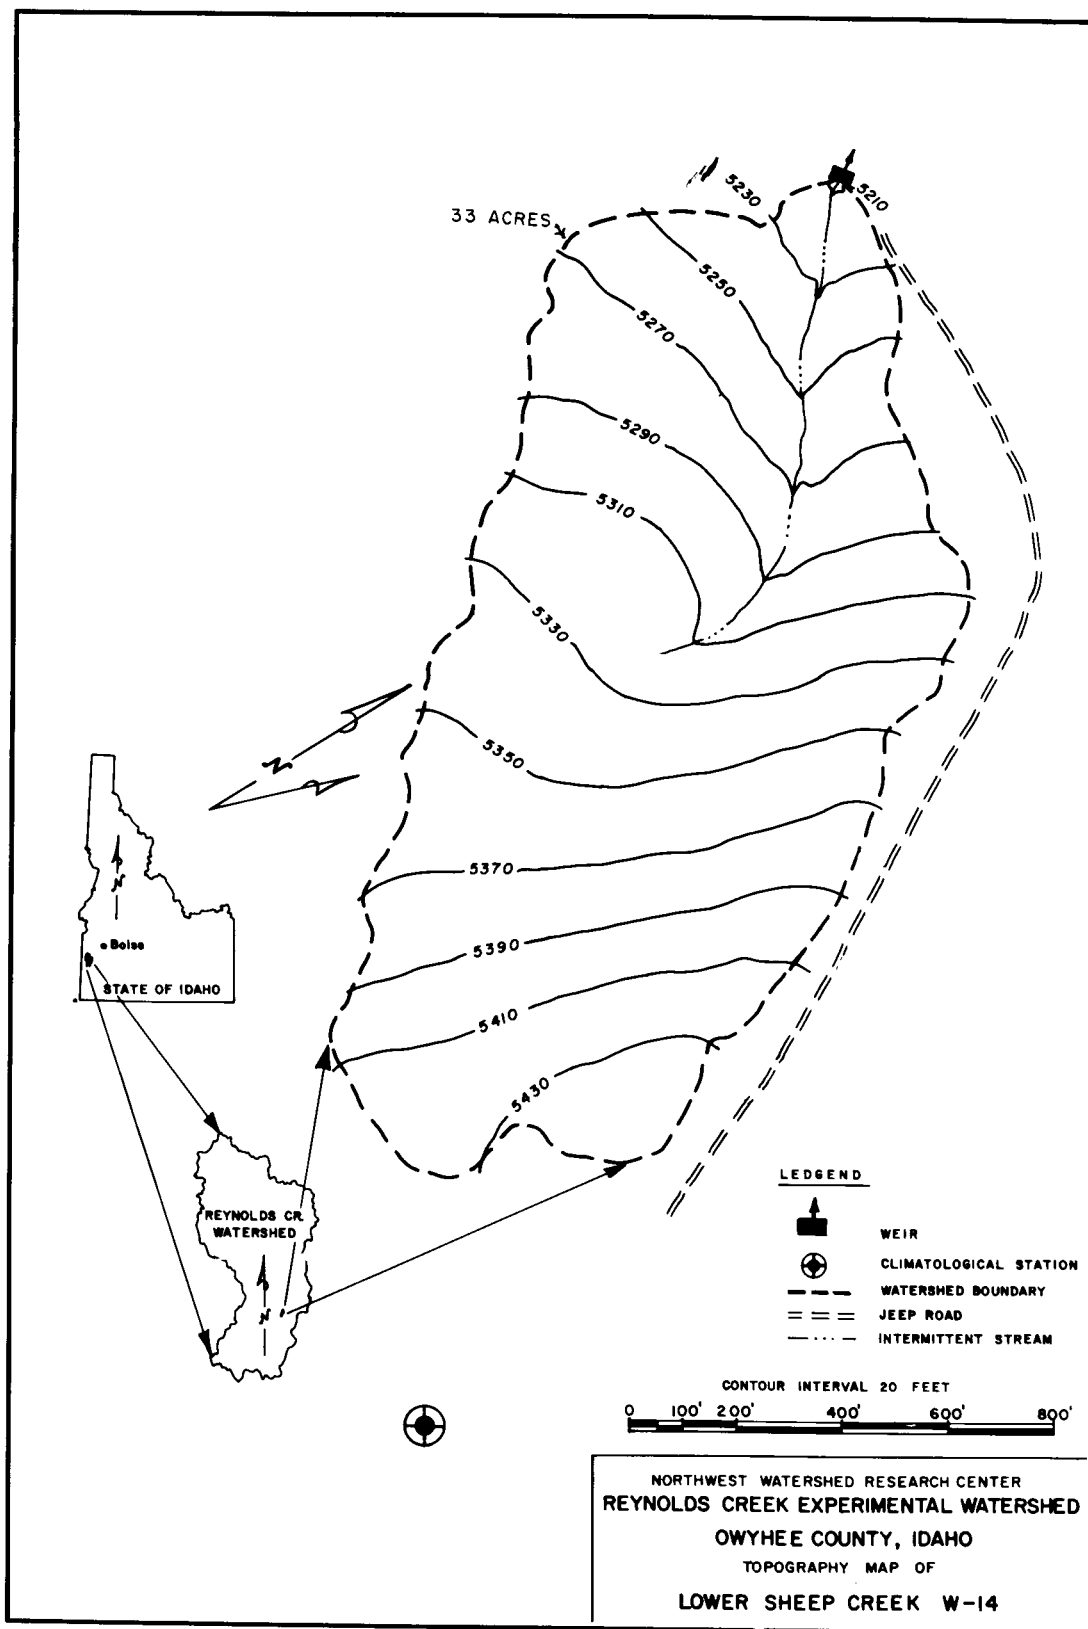 5230
5210
33 ACRES
5250
5270
5290
5310
5330
N
5350
5370
N
Boise
5390
STATE OF IDAHO
5410
5430
REYNOLDS CR.
WATERSHED
N
LEDGEND
WEIR
CLIMATOLOGICAL STATION
WATERSHED BOUNDARY
JEEP ROAD
INTERMITTENT STREAM
CONTOUR INTERVAL 20 FEET
0 100' 200' 400' 600' 800'
NORTHWEST WATERSHED RESEARCH CENTER
REYNOLDS CREEK EXPERIMENTAL WATERSHED
OWYHEE COUNTY, IDAHO
TOPOGRAPHY MAP OF
LOWER SHEEP CREEK W-14